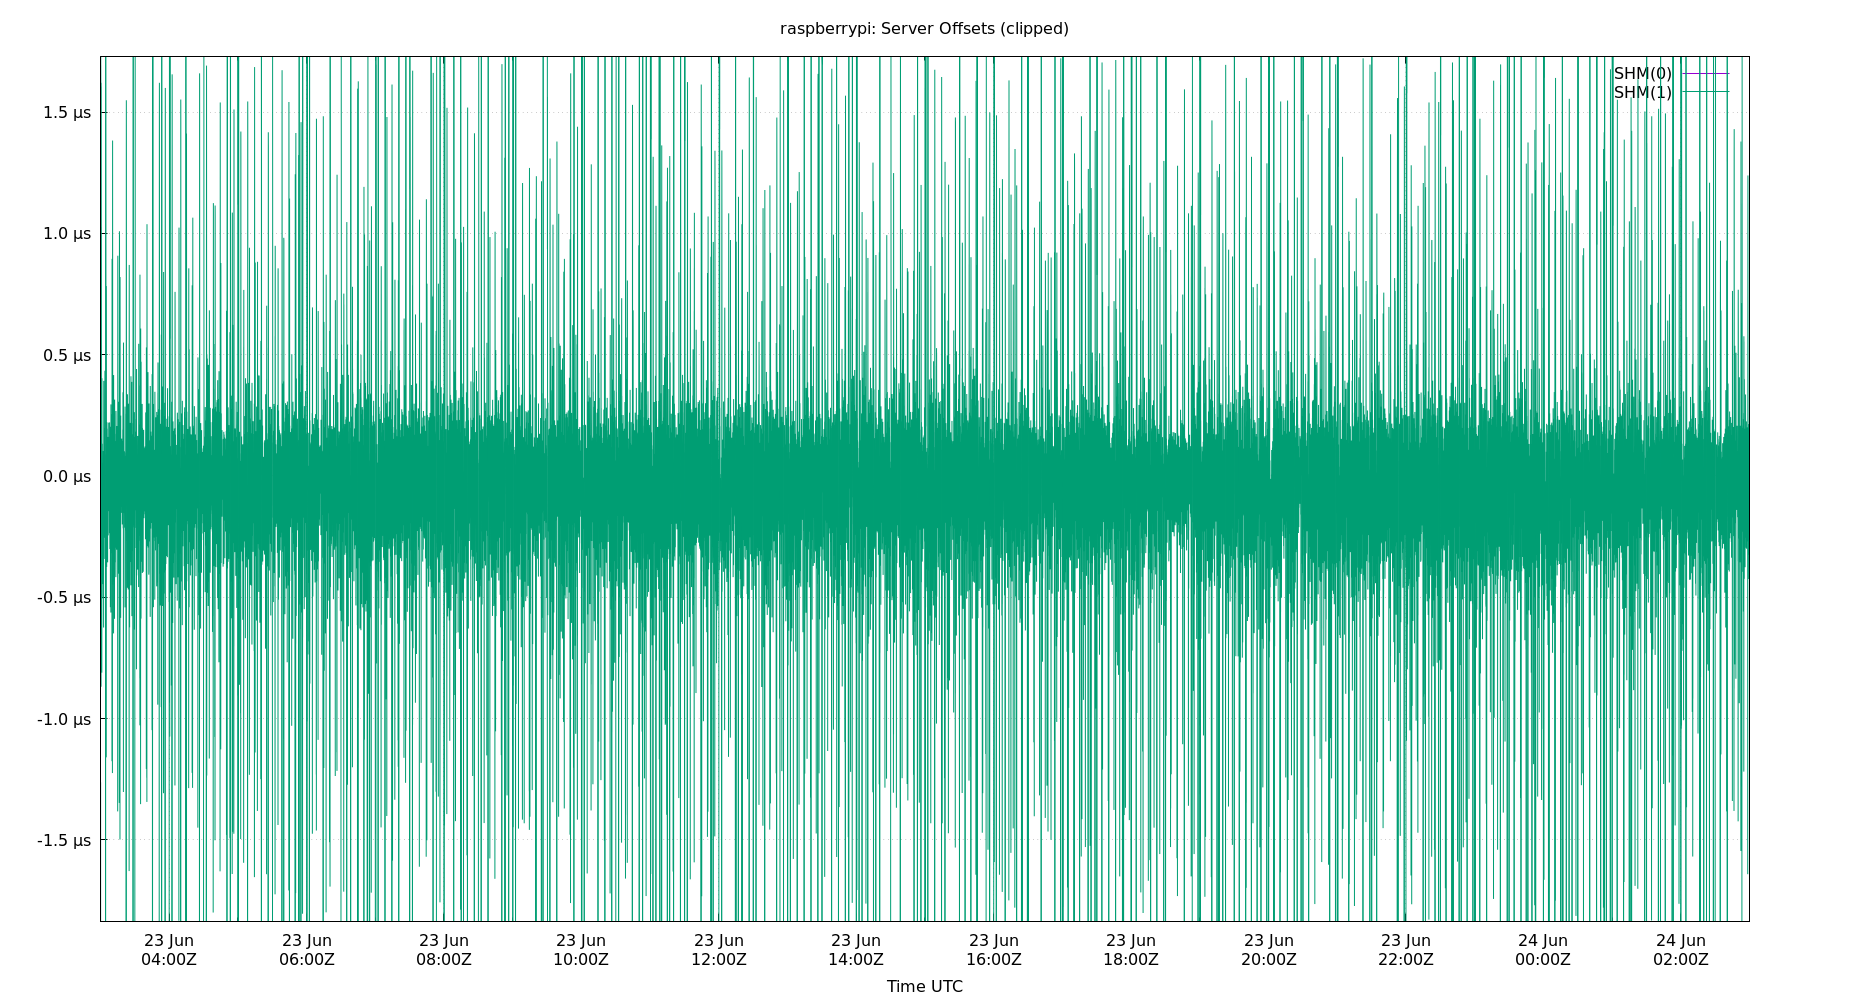 raspberrypi: Server Offsets (clipped)
SHM(0)
SHM(1)
1.5 µs
1.0 µs
0.5 µs
0.0 µs
-0.5 µs
-1.0 µs
-1.5 µs
23 Jun 23 Jun 23 Jun 23 Jun 23 Jun 23 Jun 23 Jun 23 Jun 23 Jun 23 Jun 24 Jun 24 Jun
04:00Z 06:00Z 08:00Z 10:00Z 12:00Z 14:00Z 16:00Z 18:00Z 20:00Z 22:00Z 00:00Z 02:00Z
Time UTC